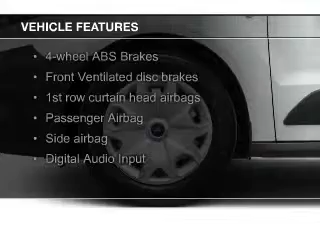 VEHICLE FEATURES
• 4-wheel ABS Brakes
• Front Ventilated disc brakes
• 1st row curtain head airbags
• Passenger Airbag
• Side airbag
• Digital Audio Input